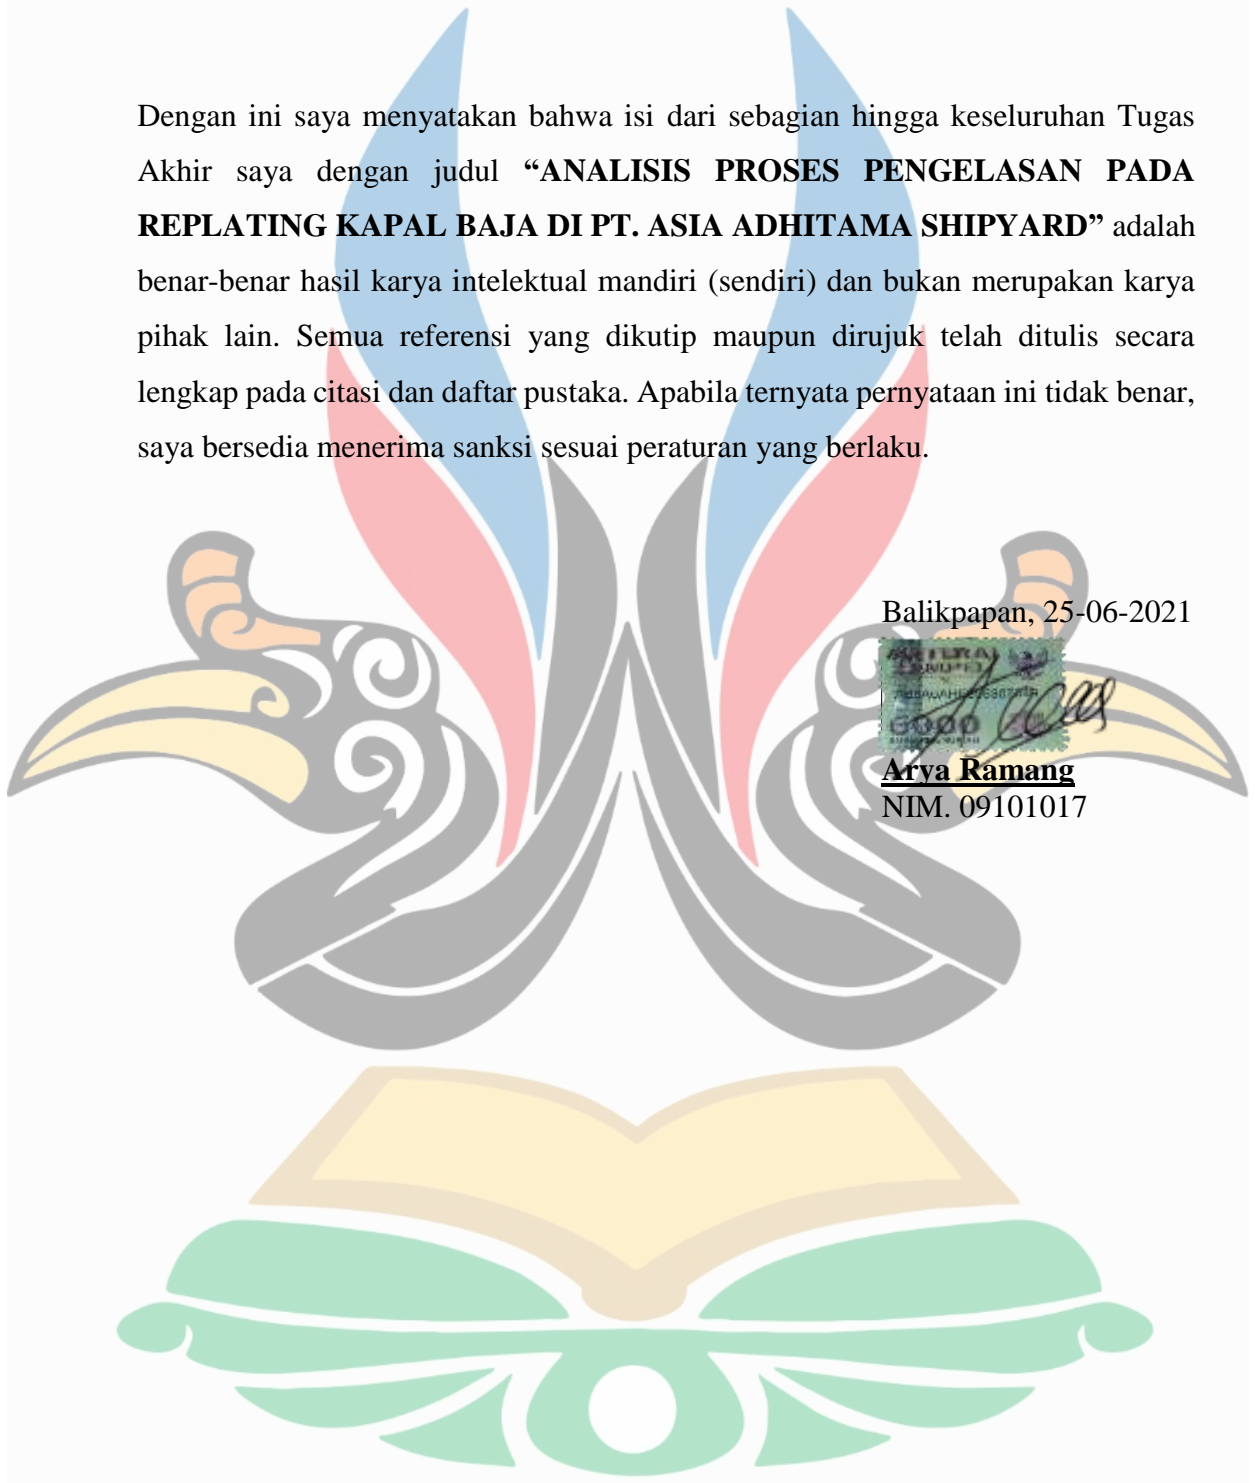 Dengan ini saya menyatakan bahwa isi dari sebagian hingga keseluruhan Tugas
Akhir saya dengan judul “ANALISIS PROSES PENGELASAN PADA
REPLATING KAPAL BAJA DI PT. ASIA ADHITAMA SHIPYARD” adalah
benar-benar hasil karya intelektual mandiri (sendiri) dan bukan merupakan karya
pihak lain. Semua referensi yang dikutip maupun dirujuk telah ditulis secara
lengkap pada citasi dan daftar pustaka. Apabila ternyata pernyataan ini tidak benar,
saya bersedia menerima sanksi sesuai peraturan yang berlaku.
Balikpapan, 25-06-2021
6000
Arya Ramang
NIM. 09101017